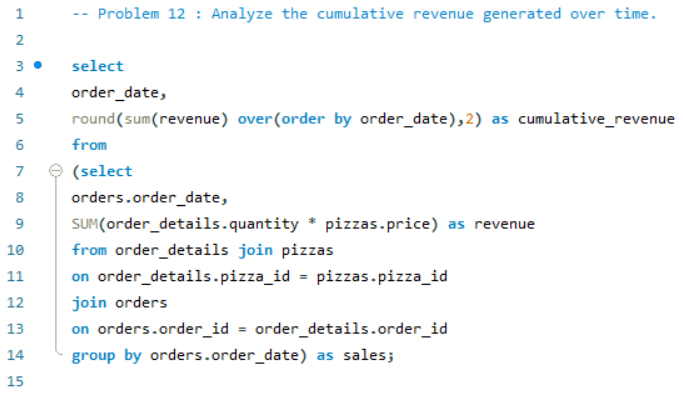 1 -- Problem 12 : Analyze the cumulative revenue generated over time.
2
3 select
4 order_date,
5 round(sum(revenue) over(order by order_date),2) as cumulative_revenue
6 from
7 (select
8 orders.order_date,
9 SUM(order_details.quantity * pizzas.price) as revenue
10 from order_details join pizzas
11 on order_details.pizza_id = pizzas.pizza_id
12 join orders
13 on orders.order_id = order_details.order_id
14 group by orders.order_date) as sales;
15